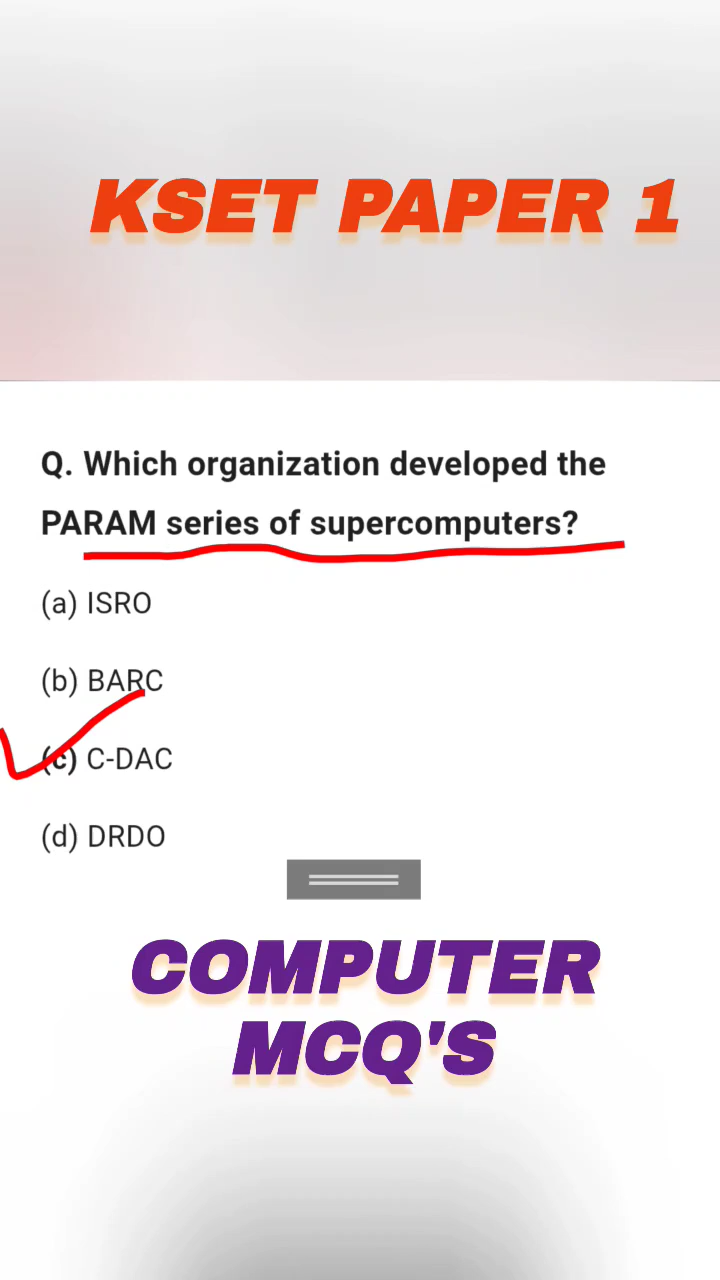 KSET PAPER 1
Q. Which organization developed the
PARAM series of supercomputers?
(a) ISRO
(b) BARC
(c) C-DAC
(d) DRDO
COMPUTER
MCQ'S